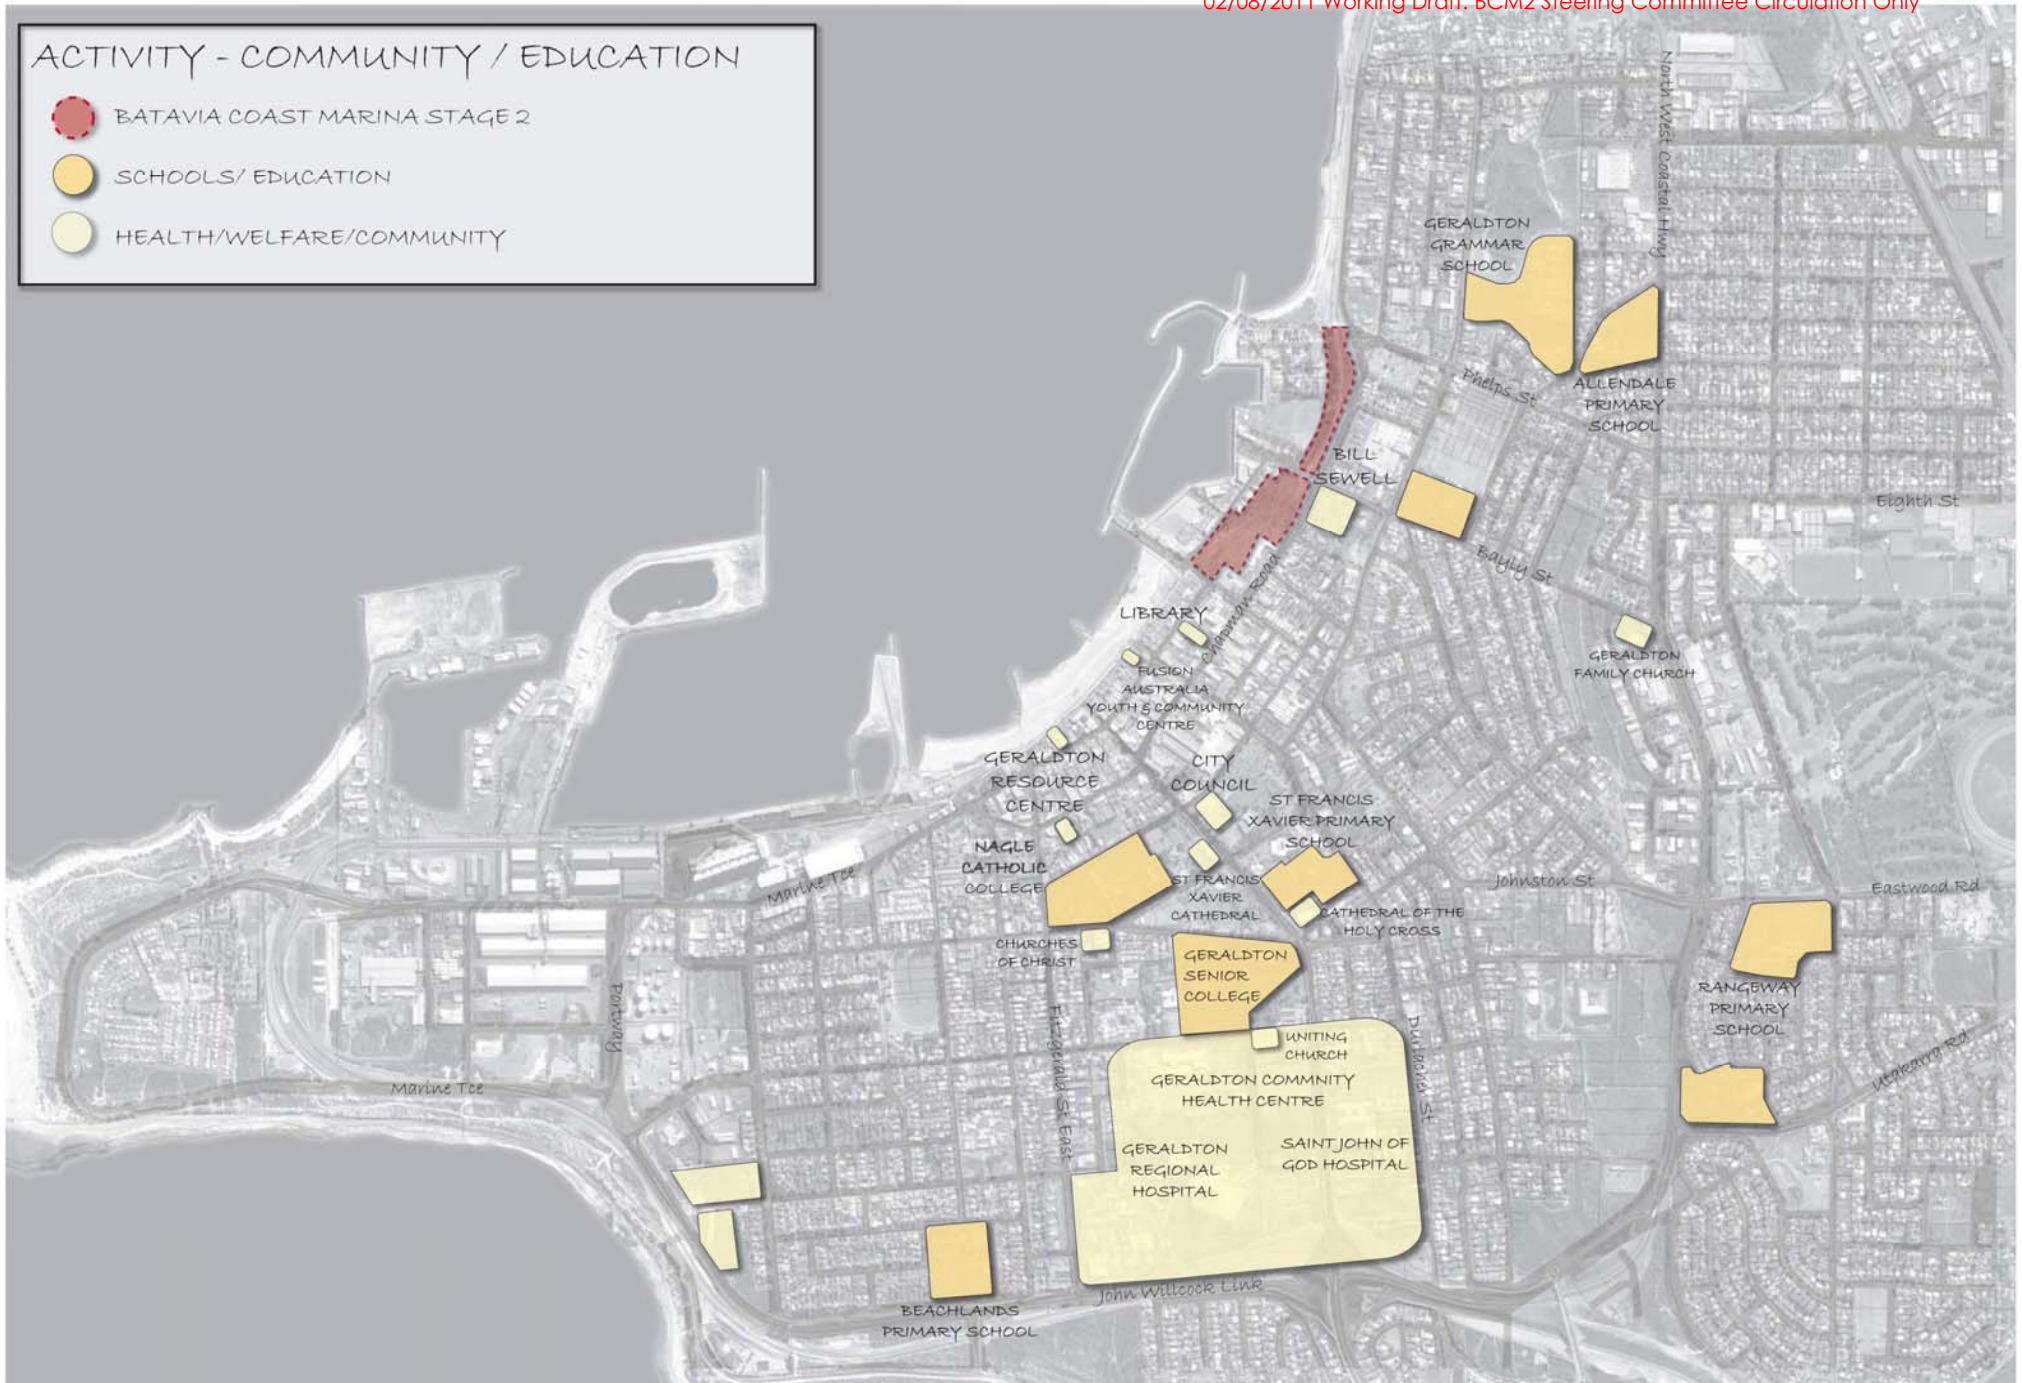 02/08/2011 Working Draft. BCM2 Steering Committee Circulation Only
ACTIVITY - COMMUNITY / EDUCATION
BATAVIA COAST MARINA STAGE 2
SCHOOLS/ EDUCATION
HEALTH/WELFARE/COMMUNITY
North West Coastal Hwy
GERALDTON
GRAMMAR
SCHOOL
Phelps St
ALLENDALE
PRIMARY
SCHOOL
BILL
SEWELL
Eighth St
Bayly St
Chapman Road
LIBRARY
FUSION
AUSTRALIA
YOUTH & COMMUNITY
CENTRE
GERALDTON
FAMILY CHURCH
GERALDTON
RESOURCE
CENTRE
CITY
COUNCIL
ST FRANCIS
XAVIER PRIMARY
SCHOOL
NAGLE
CATHOLIC
COLLEGE
Marine Tce
ST FRANCIS
XAVIER
CATHEDRAL
Johnston St
Eastwood Rd
CATHEDRAL OF THE
HOLY CROSS
CHURCHES
OF CHRIST
GERALDTON
SENIOR
COLLEGE
RANGEWAY
PRIMARY
SCHOOL
Portway
Fitzgerald St East
Durlacher St
UNITING
CHURCH
Utakarra Rd
Marine Tce
GERALDTON COMMNITY
HEALTH CENTRE
GERALDTON
REGIONAL
HOSPITAL
SAINT JOHN OF
GOD HOSPITAL
John Willcock Link
BEACHLANDS
PRIMARY SCHOOL